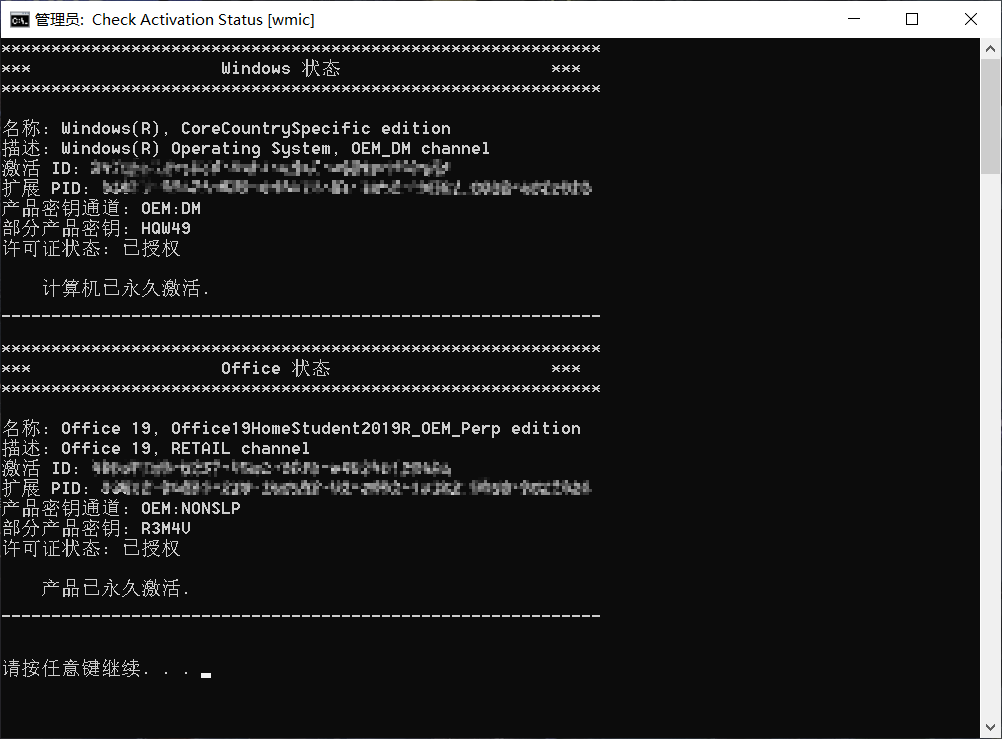 管理员: Check Activation Status [wmic]
************************************************************
*** Windows 状态 ***
************************************************************
名称: Windows(R), CoreCountrySpecific edition
描述: Windows(R) Operating System, OEM_DM channel
激活 ID:
扩展 PID:
产品密钥通道: OEM:DM
部分产品密钥: HQW49
许可证状态: 已授权
计算机已永久激活.
------------------------------------------------------------
************************************************************
*** Office 状态 ***
************************************************************
名称: Office 19, Office19HomeStudent2019R_OEM_Perp edition
描述: Office 19, RETAIL channel
激活 ID:
扩展 PID:
产品密钥通道: OEM:NONSLP
部分产品密钥: R3M4V
许可证状态: 已授权
产品已永久激活.
------------------------------------------------------------
请按任意键继续. . .